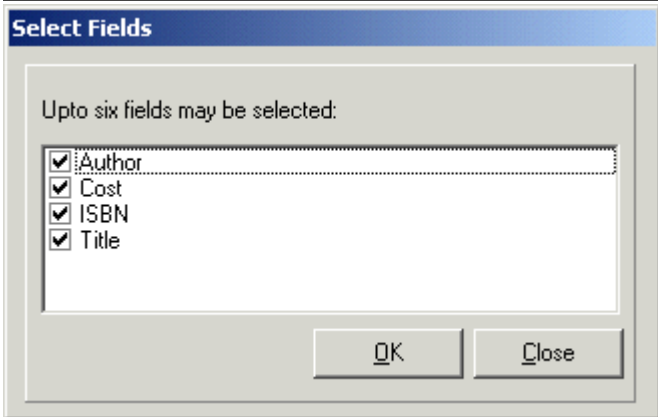 Select Fields
Upto six fields may be selected:
Author
Cost
ISBN
Title
OK
Close